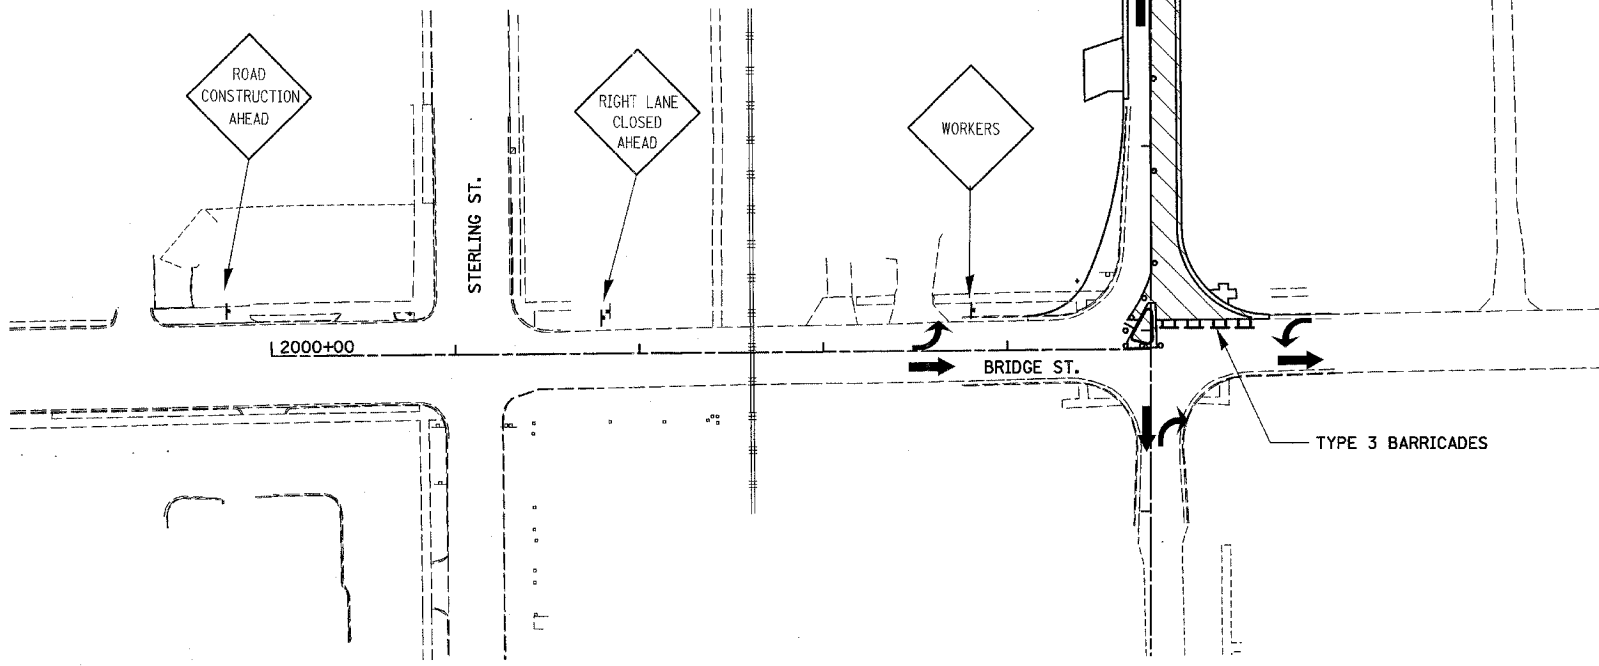 ROAD
CONSTRUCTION
AHEAD
RIGHT LANE
CLOSED
AHEAD
WORKERS
STERLING ST.
2000+00
BRIDGE ST.
TYPE 3 BARRICADES